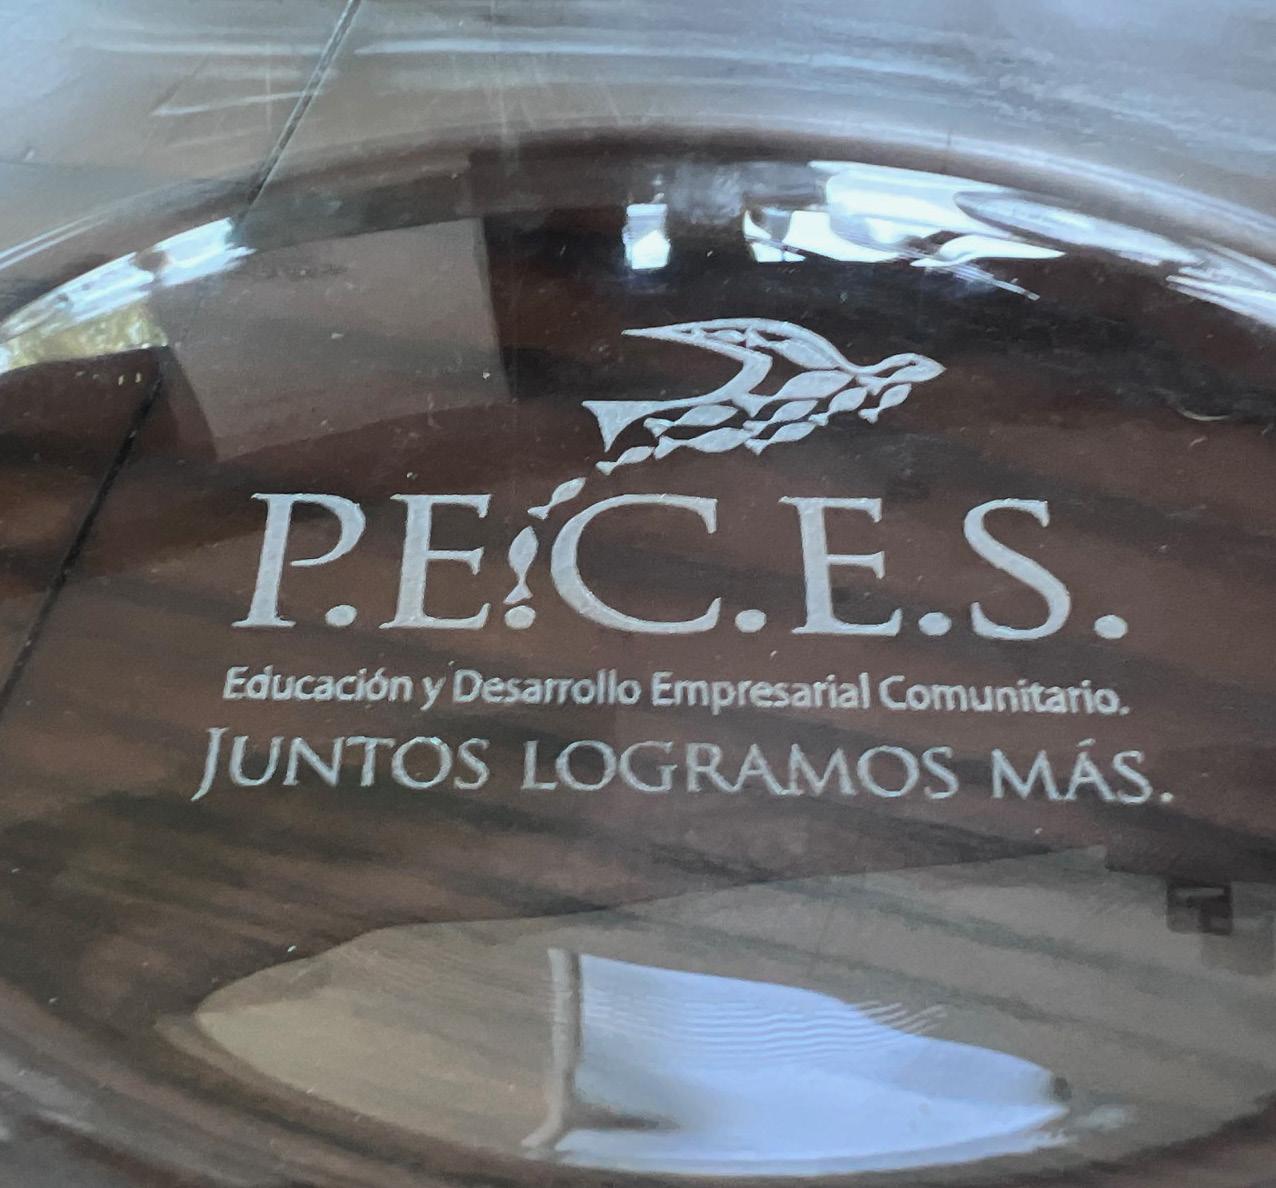 P.E.C.E.S.
Educación y Desarrollo Empresarial Comunitario.
JUNTOS LOGRAMOS MÁS.